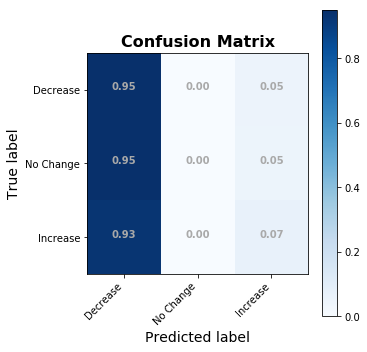 Confusion Matrix
True label
Decrease 0.95 0.00 0.05
No Change 0.95 0.00 0.05
Increase 0.93 0.00 0.07
Decrease No Change Increase
Predicted label
0.8
0.6
0.4
0.2
0.0